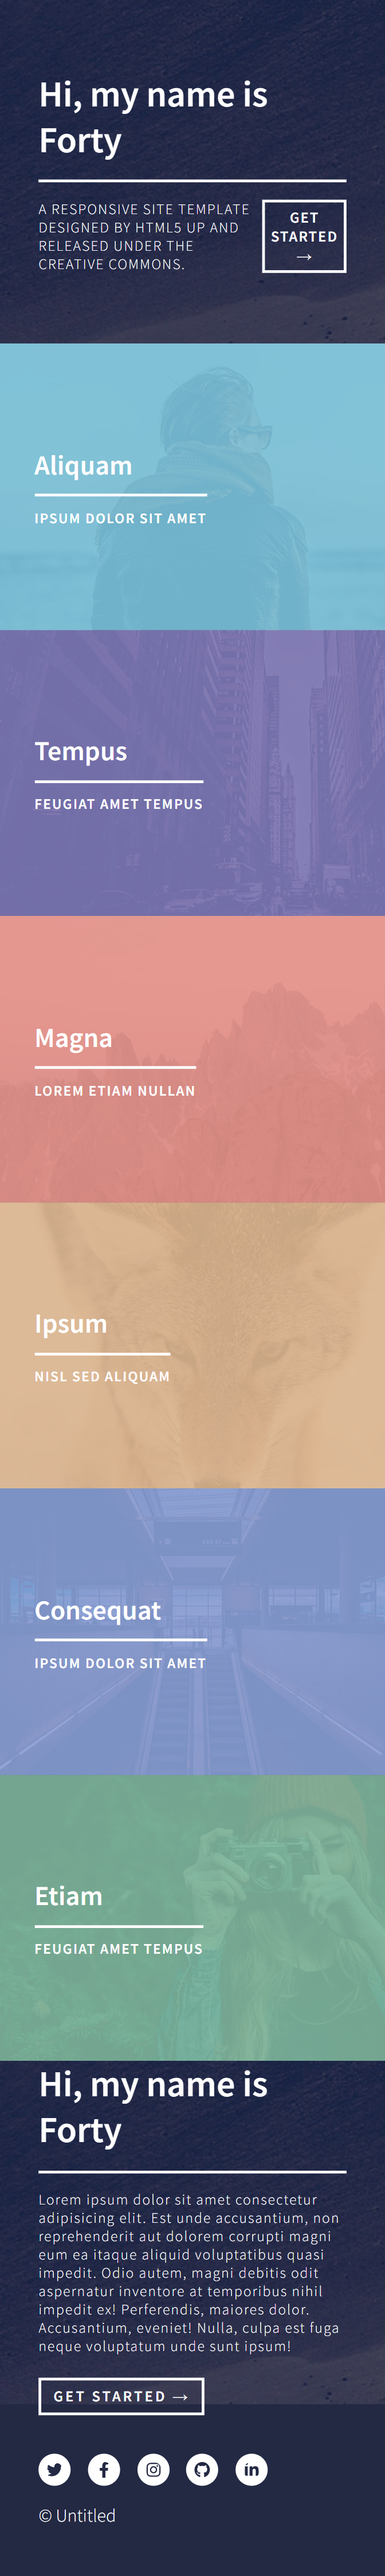 Hi, my name is
Forty
A RESPONSIVE SITE TEMPLATE
DESIGNED BY HTML5 UP AND
RELEASED UNDER THE
CREATIVE COMMONS.
GET
STARTED
→
Aliquam
IPSUM DOLOR SIT AMET
Tempus
FEUGIAT AMET TEMPUS
Magna
LOREM ETIAM NULLAN
Ipsum
NISL SED ALIQUAM
Consequat
IPSUM DOLOR SIT AMET
Etiam
FEUGIAT AMET TEMPUS
Hi, my name is
Forty
Lorem ipsum dolor sit amet consectetur
adipisicing elit. Est unde accusantium, non
reprehenderit aut dolorem corrupti magni
eum ea itaque aliquid voluptatibus quasi
impedit. Odio autem, magni debitis odit
aspernatur inventore at temporibus nihil
impedit ex! Perferendis, maiores dolor.
Accusantium, eveniet! Nulla, culpa est fuga
neque voluptatum unde sunt ipsum!
GET STARTED →
© Untitled